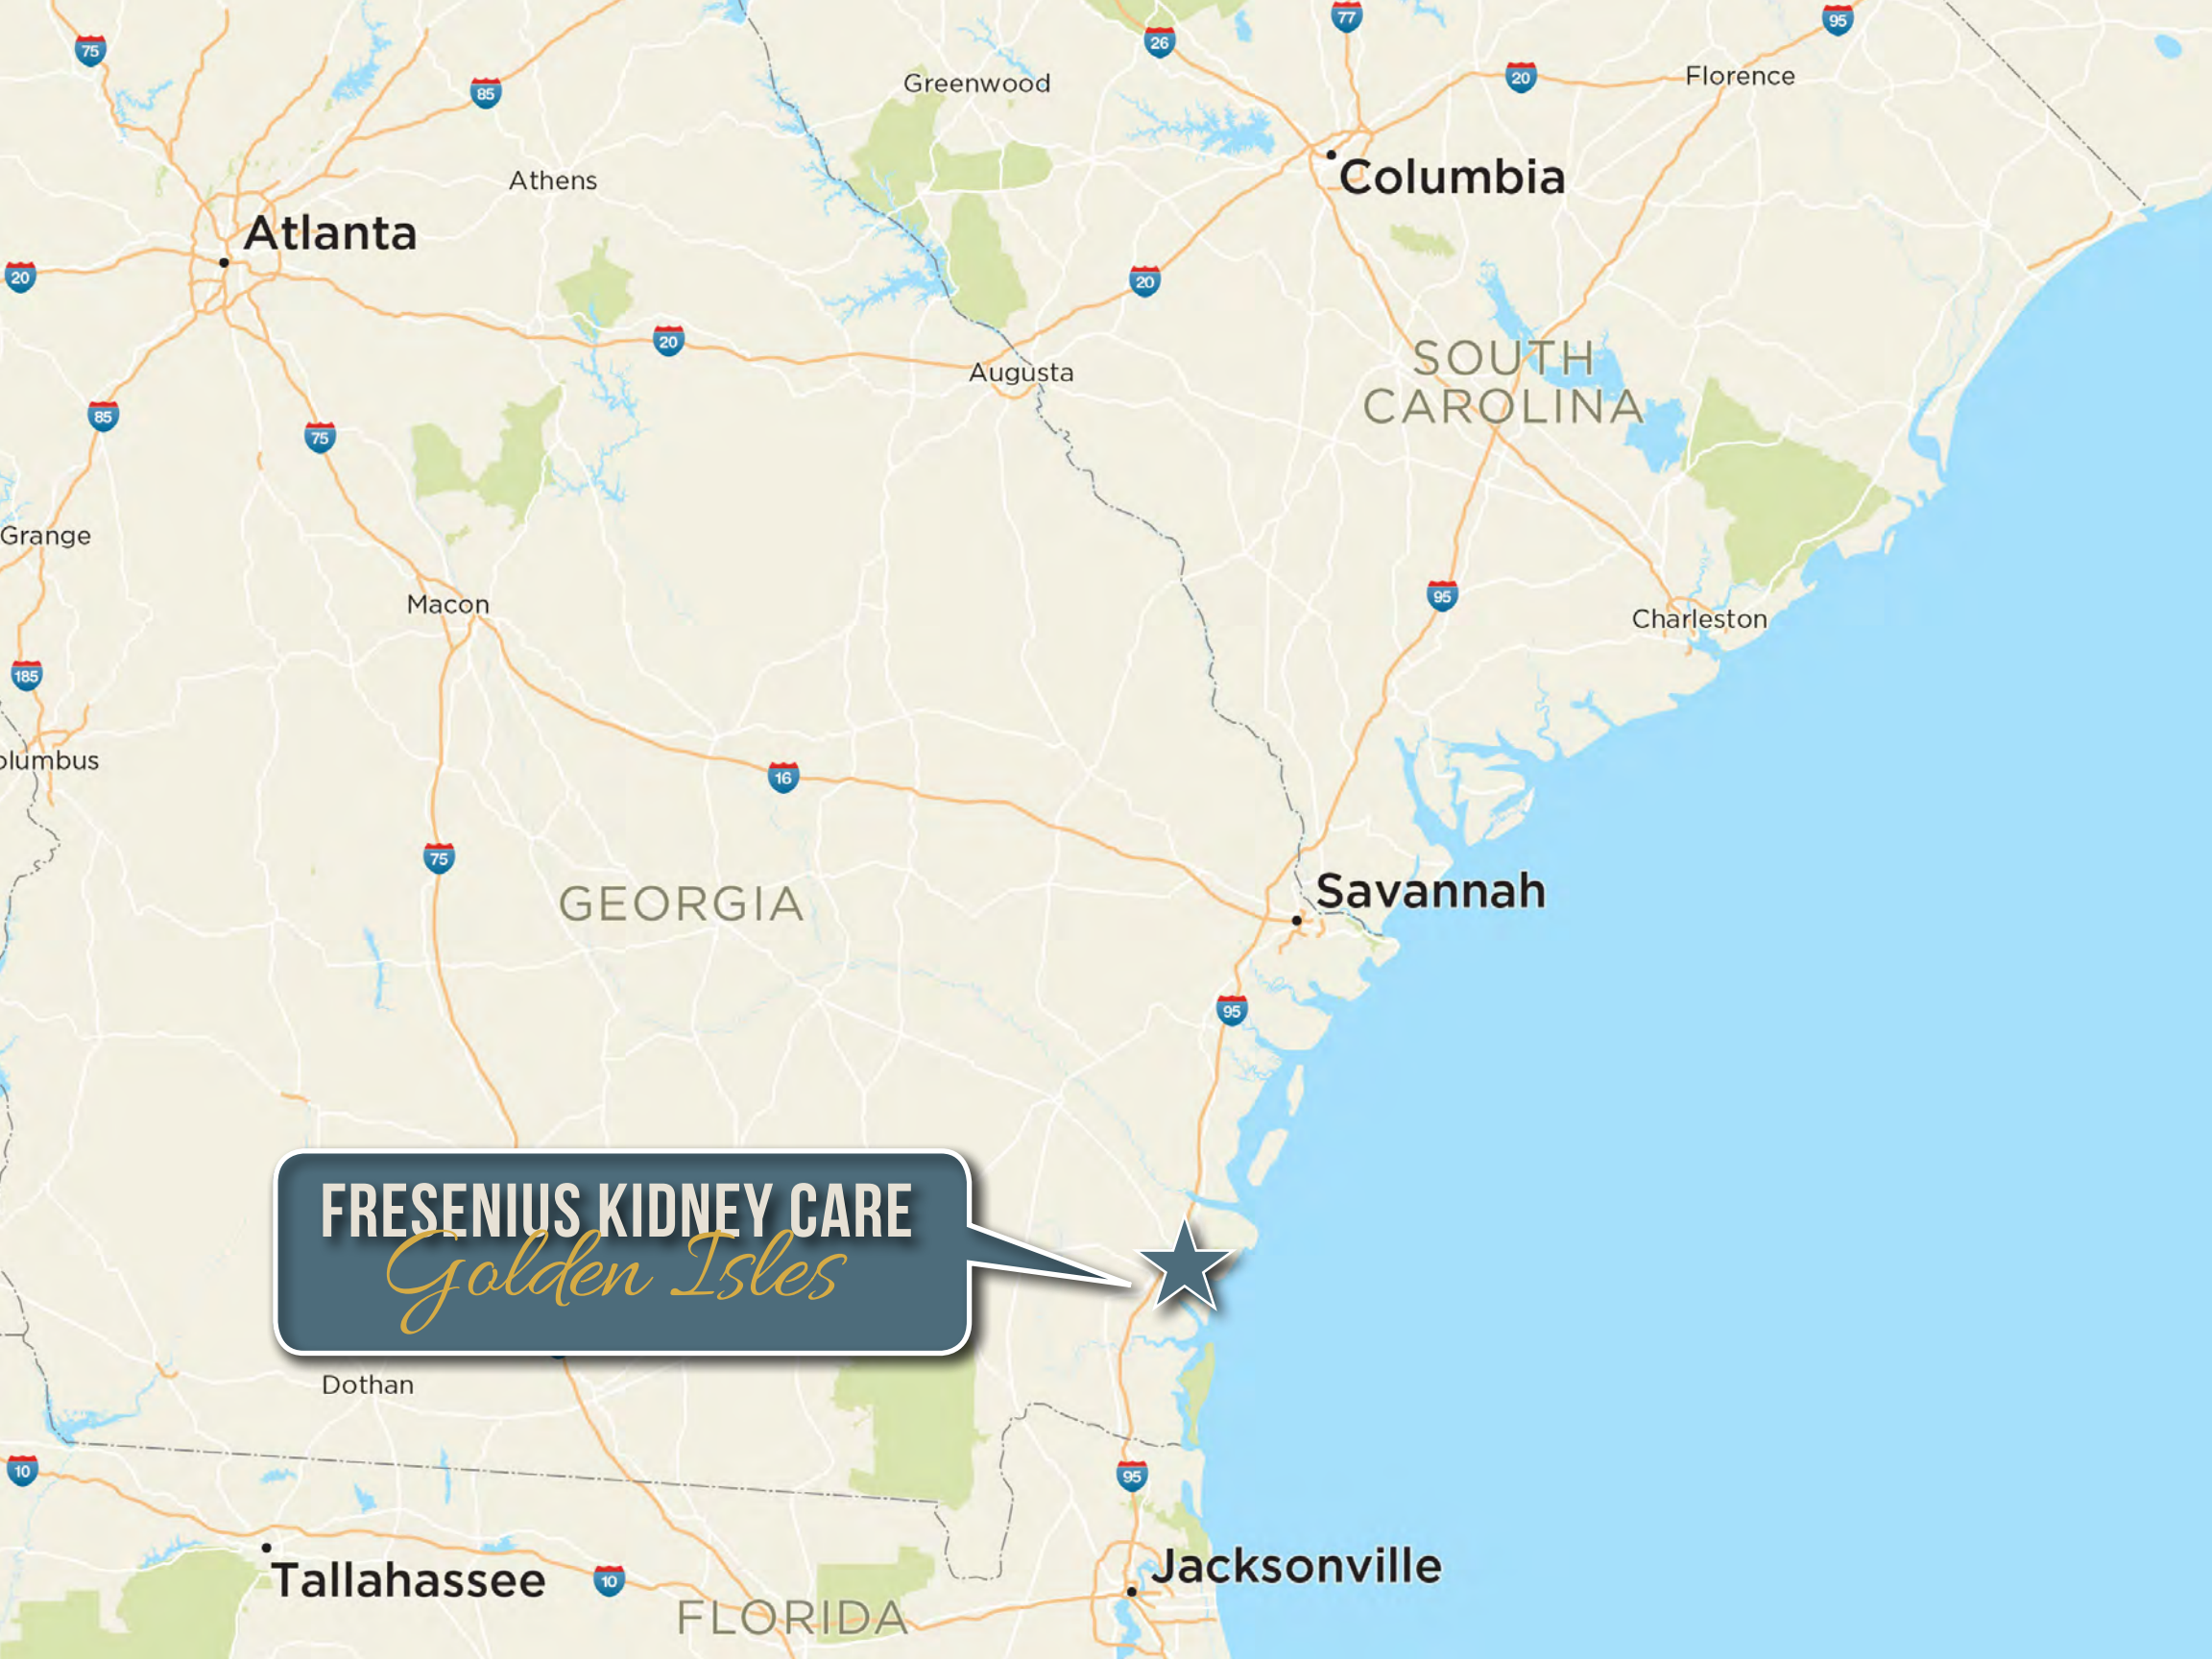 75
77
95
26
85
20
Florence
Greenwood
Columbia
Athens
Atlanta
20
20
20
Augusta
SOUTH
CAROLINA
85
75
Grange
95
Macon
Charleston
185
olumbus
16
75
Savannah
GEORGIA
95
FRESENIUS KIDNEY CARE
Golden Isles
Dothan
10
95
Jacksonville
Tallahassee
10
FLORIDA